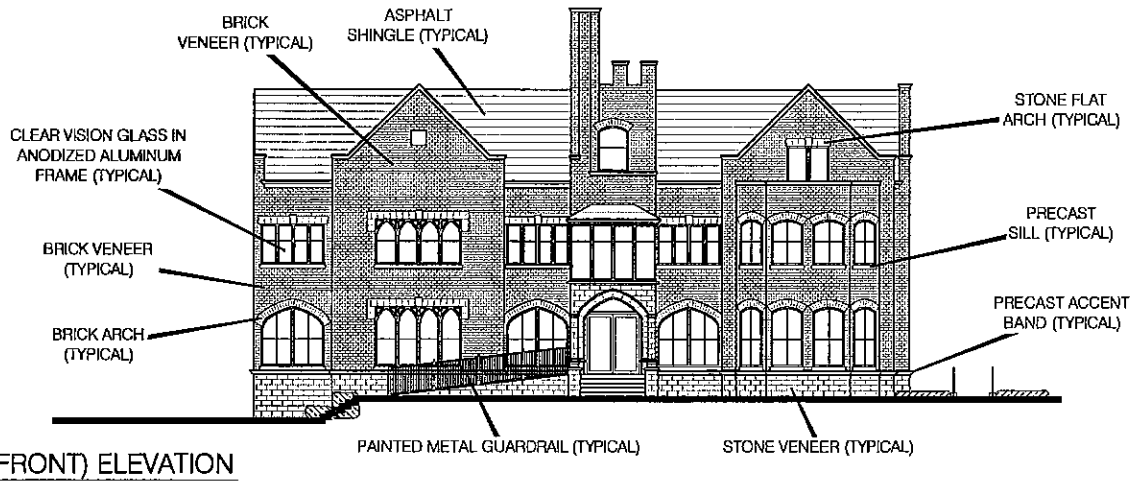 BRICK
VENEER (TYPICAL)
ASPHALT
SHINGLE (TYPICAL)
CLEAR VISION GLASS IN
ANODIZED ALUMINUM
FRAME (TYPICAL)
STONE FLAT
ARCH (TYPICAL)
BRICK VENEER
(TYPICAL)
PRECAST
SILL (TYPICAL)
BRICK ARCH
(TYPICAL)
PRECAST ACCENT
BAND (TYPICAL)
PAINTED METAL GUARDRAIL (TYPICAL)
STONE VENEER (TYPICAL)
FRONT) ELEVATION